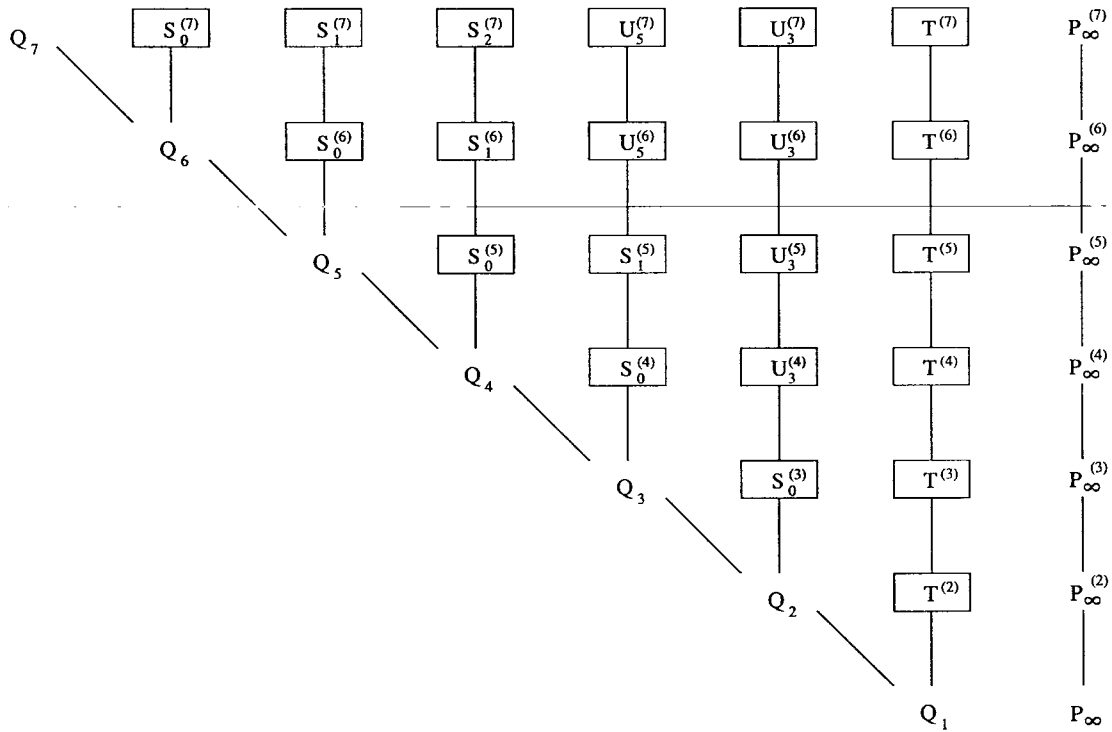 Q₇ S₀⁽⁷⁾ S₁⁽⁷⁾ S₂⁽⁷⁾ U₅⁽⁷⁾ U₃⁽⁷⁾ T⁽⁷⁾ P∞⁽⁷⁾
Q₆ S₀⁽⁶⁾ S₁⁽⁶⁾ U₅⁽⁶⁾ U₃⁽⁶⁾ T⁽⁶⁾ P∞⁽⁶⁾
Q₅ S₀⁽⁵⁾ S₁⁽⁵⁾ U₃⁽⁵⁾ T⁽⁵⁾ P∞⁽⁵⁾
Q₄ S₀⁽⁴⁾ U₃⁽⁴⁾ T⁽⁴⁾ P∞⁽⁴⁾
Q₃ S₀⁽³⁾ T⁽³⁾ P∞⁽³⁾
Q₂ T⁽²⁾ P∞⁽²⁾
Q₁ P∞